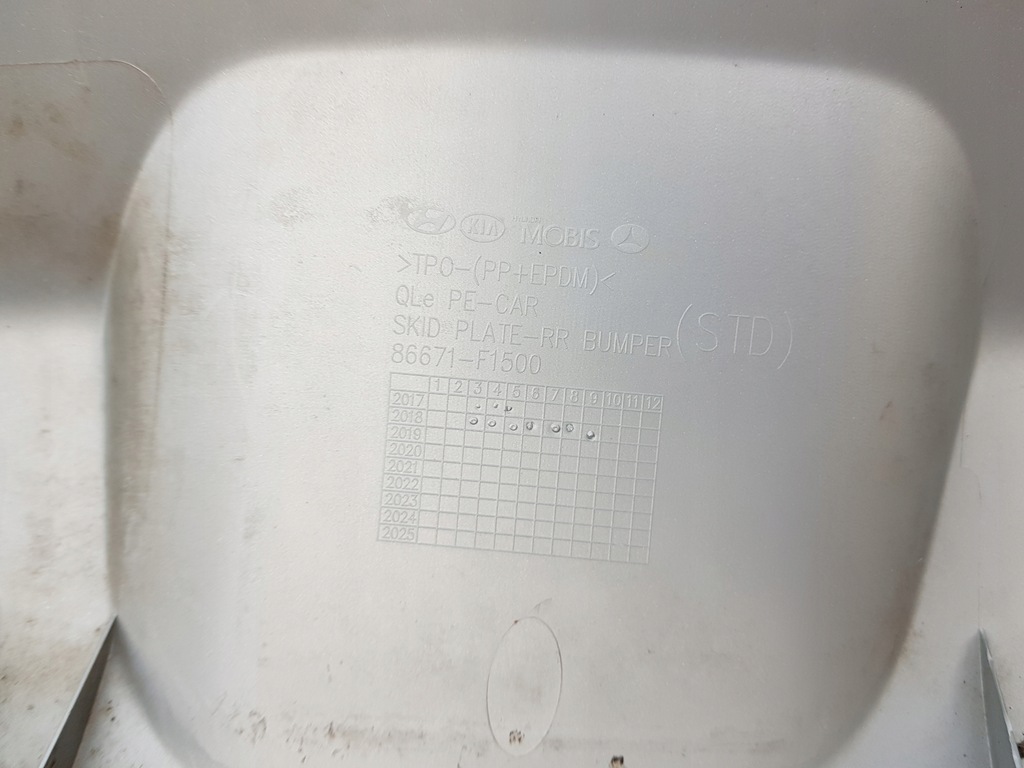 KIA MOBIS
>TPO-(PP+EPDM)<
QLe PE-CAR
SKID PLATE-RR BUMPER (STD)
86671-F1500
1 2 3 4 5 6 7 8 9 10 11 12
2017
2018
2019
2020
2021
2022
2023
2024
2025